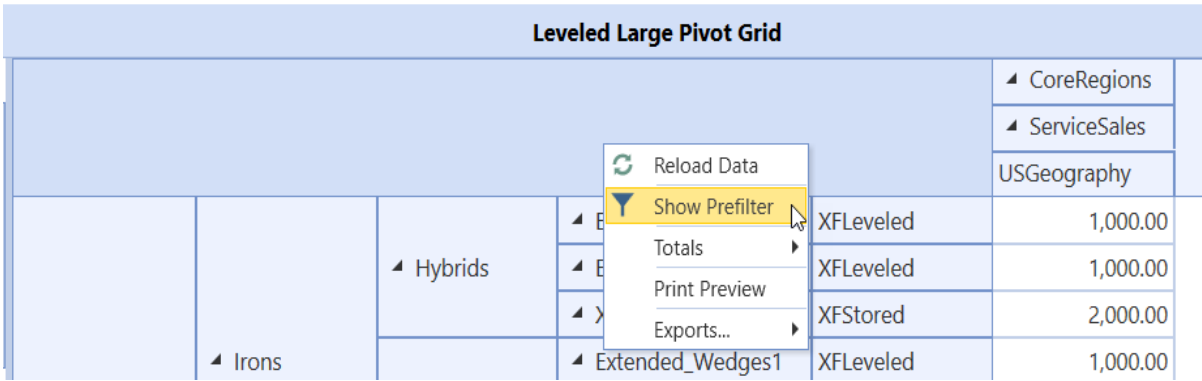 Leveled Large Pivot Grid
CoreRegions
ServiceSales
USGeography
Reload Data
Show Prefilter
Totals
Print Preview
Exports...
XFLeveled 1,000.00
Hybrids XFLeveled 1,000.00
XFStored 2,000.00
Irons Extended_Wedges1 XFLeveled 1,000.00